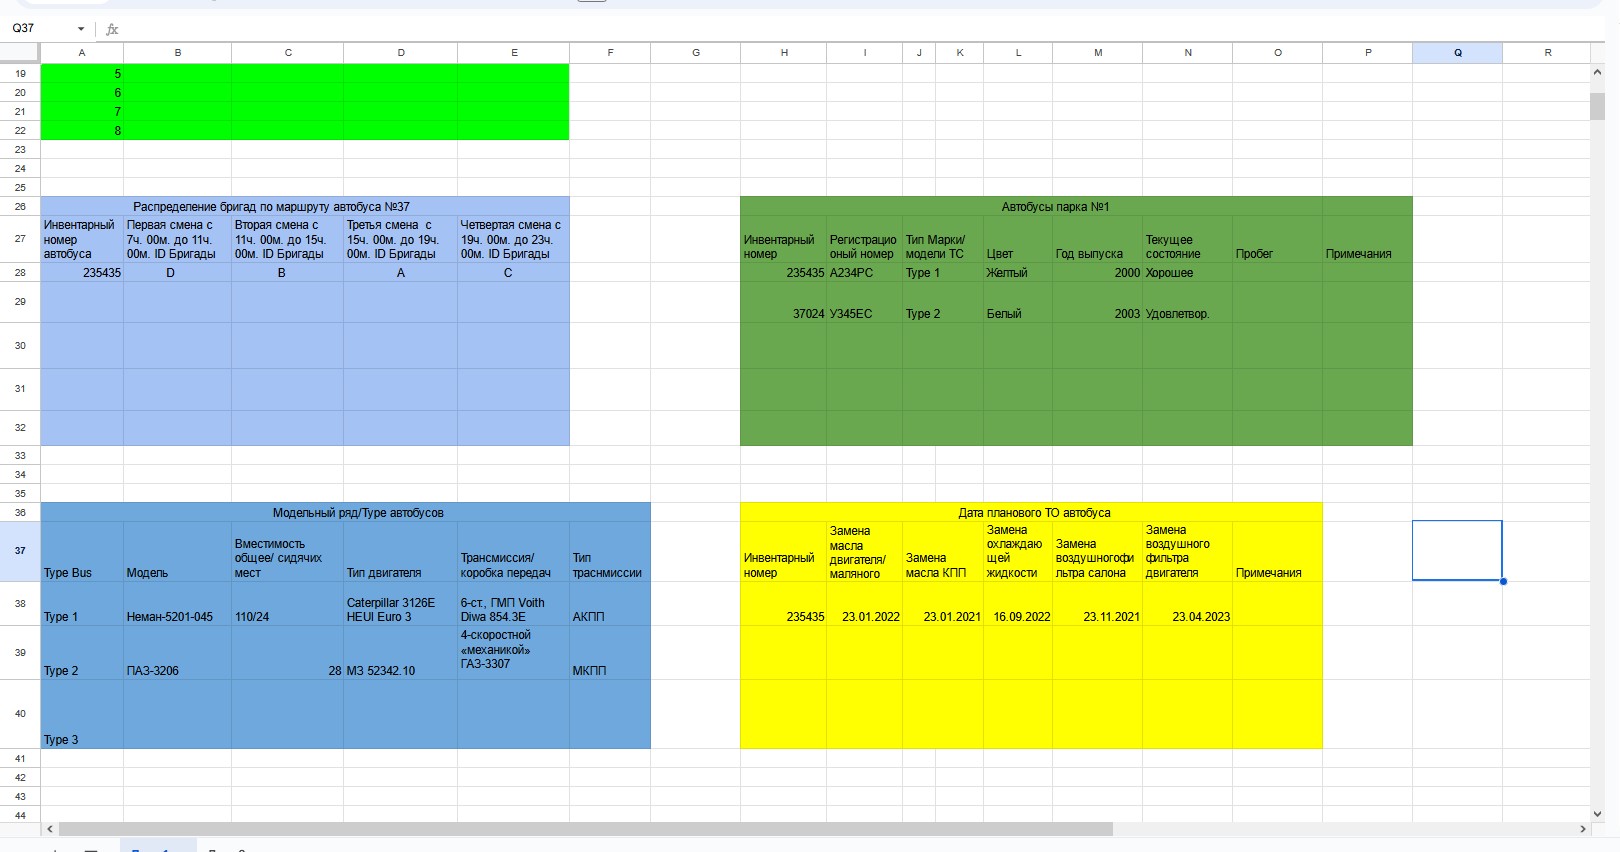 Q37 fx
A B C D E F G H I J K L M N O P Q R
19 5
20 6
21 7
22 8
23
24
25
26 Распределение бригад по маршруту автобуса №37 Автобусы парка №1
27
Инвентарный номер автобуса
Первая смена с 7ч. 00м. до 11ч. 00м. ID Бригады
Вторая смена с 11ч. 00м. до 15ч. 00м. ID Бригады
Третья смена с 15ч. 00м. до 19ч. 00м. ID Бригады
Четвертая смена с 19ч. 00м. до 23ч. 00м. ID Бригады
Инвентарный номер
Регистрацио оный номер
Тип Марки/ модели ТС
Цвет
Год выпуска
Текущее состояние
Пробег
Примечания
28 235435 D B A C 235435 А234РС Type 1 Желтый 2000 Хорошее
29 37024 У345ЕС Type 2 Белый 2003 Удовлетвор.
30
31
32
33
34
35
36 Модельный ряд/Type автобусов Дата планового ТО автобуса
37
Type Bus
Модель
Вместимость общее/ сидячих мест
Тип двигателя
Трансмиссия/ коробка передач
Тип траснмиссии
Инвентарный номер
Замена масла двигателя/ маляного
Замена масла КПП
Замена охлаждаю щей жидкости
Замена воздушногофи льтра салона
Замена воздушного фильтра двигателя
Примечания
38 Type 1 Неман-5201-045 110/24 Caterpillar 3126E HEUI Euro 3 6-ст., ГМП Voith Diwa 854.3E АКПП 235435 23.01.2022 23.01.2021 16.09.2022 23.11.2021 23.04.2023
39 Type 2 ПАЗ-3206 28 МЗ 52342.10 4-скоростной «механикой» ГАЗ-3307 МКПП
40 Type 3
41
42
43
44